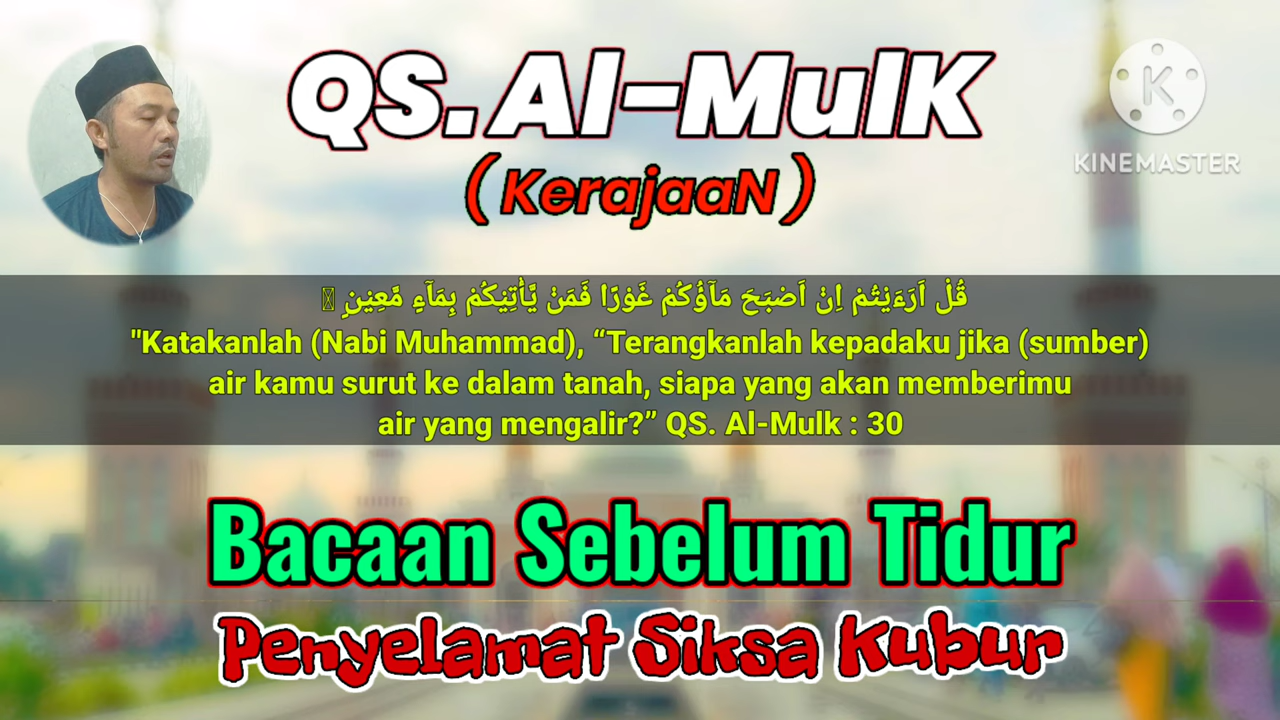 QS. Al-MulK
K
KINEMASTER
(KerajaaN)
قُلْ اَرَءَيْتُمْ اِنْ اَصْبَحَ مَاۤؤُكُمْ غَوْرًا فَمَنْ يَّأْتِيْكُمْ بِمَاۤءٍ مَّعِيْنٍ
"Katakanlah (Nabi Muhammad), “Terangkanlah kepadaku jika (sumber)
air kamu surut ke dalam tanah, siapa yang akan memberimu
air yang mengalir?” QS. Al-Mulk : 30
Bacaan Sebelum Tidur
Penyelamat Siksa Kubur